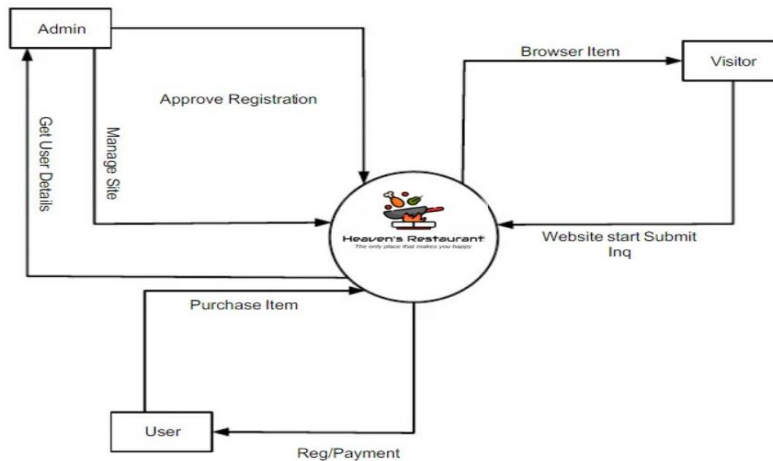 Admin
Browser Item
Visitor
Approve Registration
Get User Details
Manage Site
Heaven's Restaurant
The only place that makes you happy
Website start Submit
Inq
Purchase Item
User
Reg/Payment